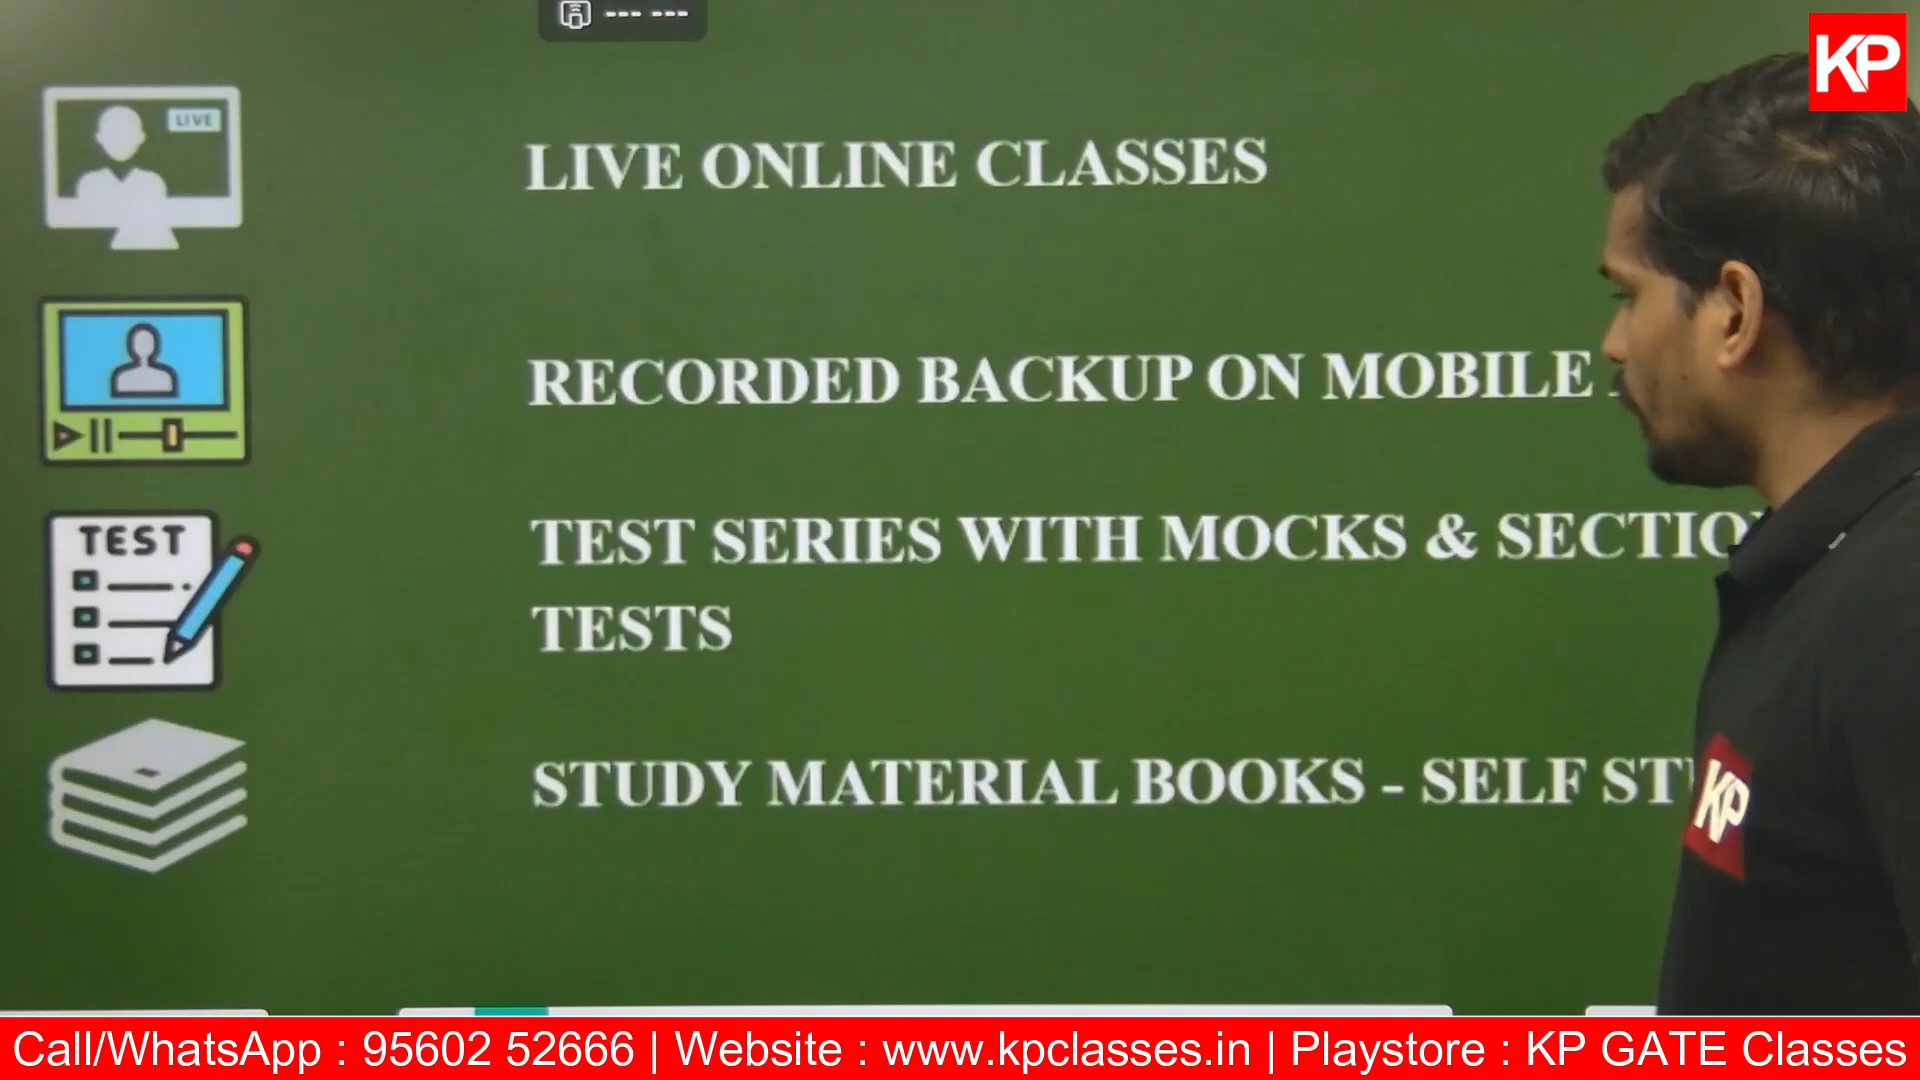 KP
LIVE
LIVE ONLINE CLASSES
RECORDED BACKUP ON MOBILE
TEST
TEST SERIES WITH MOCKS & SECTIO
TESTS
STUDY MATERIAL BOOKS - SELF
KP
Call/WhatsApp : 95602 52666 | Website : www.kpclasses.in | Playstore : KP GATE Classes